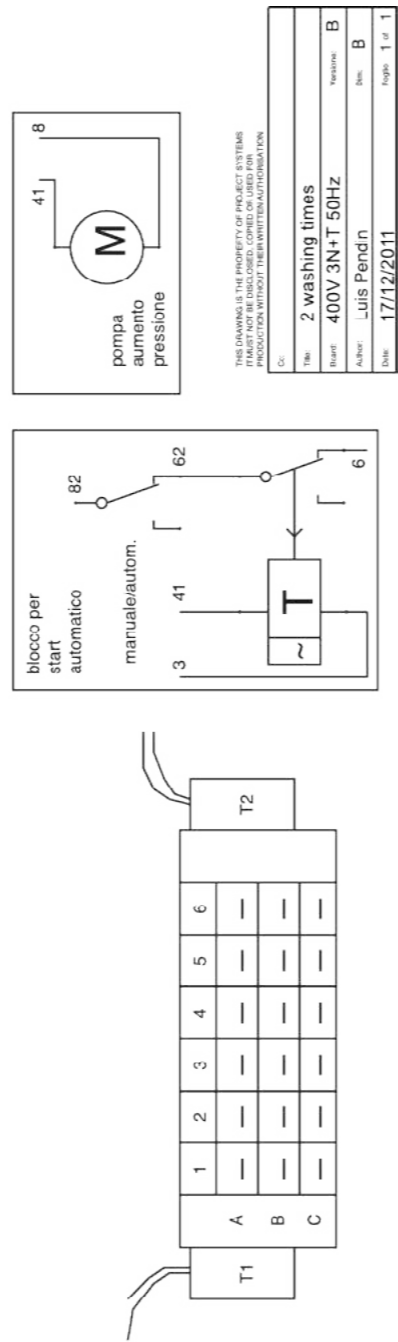 pompa
aumento
pressione
41
8
M
THIS DRAWING IS THE PROPERTY OF PROJECT SYSTEMS
IT MUST NOT BE DISCLOSED, COPIED OR USED FOR
PRODUCTION WITHOUT THEIR WRITTEN AUTHORISATION
Cc:
Title: 2 washing times
Board: 400V 3N+T 50Hz Versione: B
Author: Luis Pendin Dim: B
Date: 17/12/2011 Foglio 1 of 1
blocco per
start
automatico
82
manuale/autom.
62
3
41
6
~ T
T1
1 2 3 4 5 6
A — — — — — —
B — — — — — —
C — — — — — —
T2